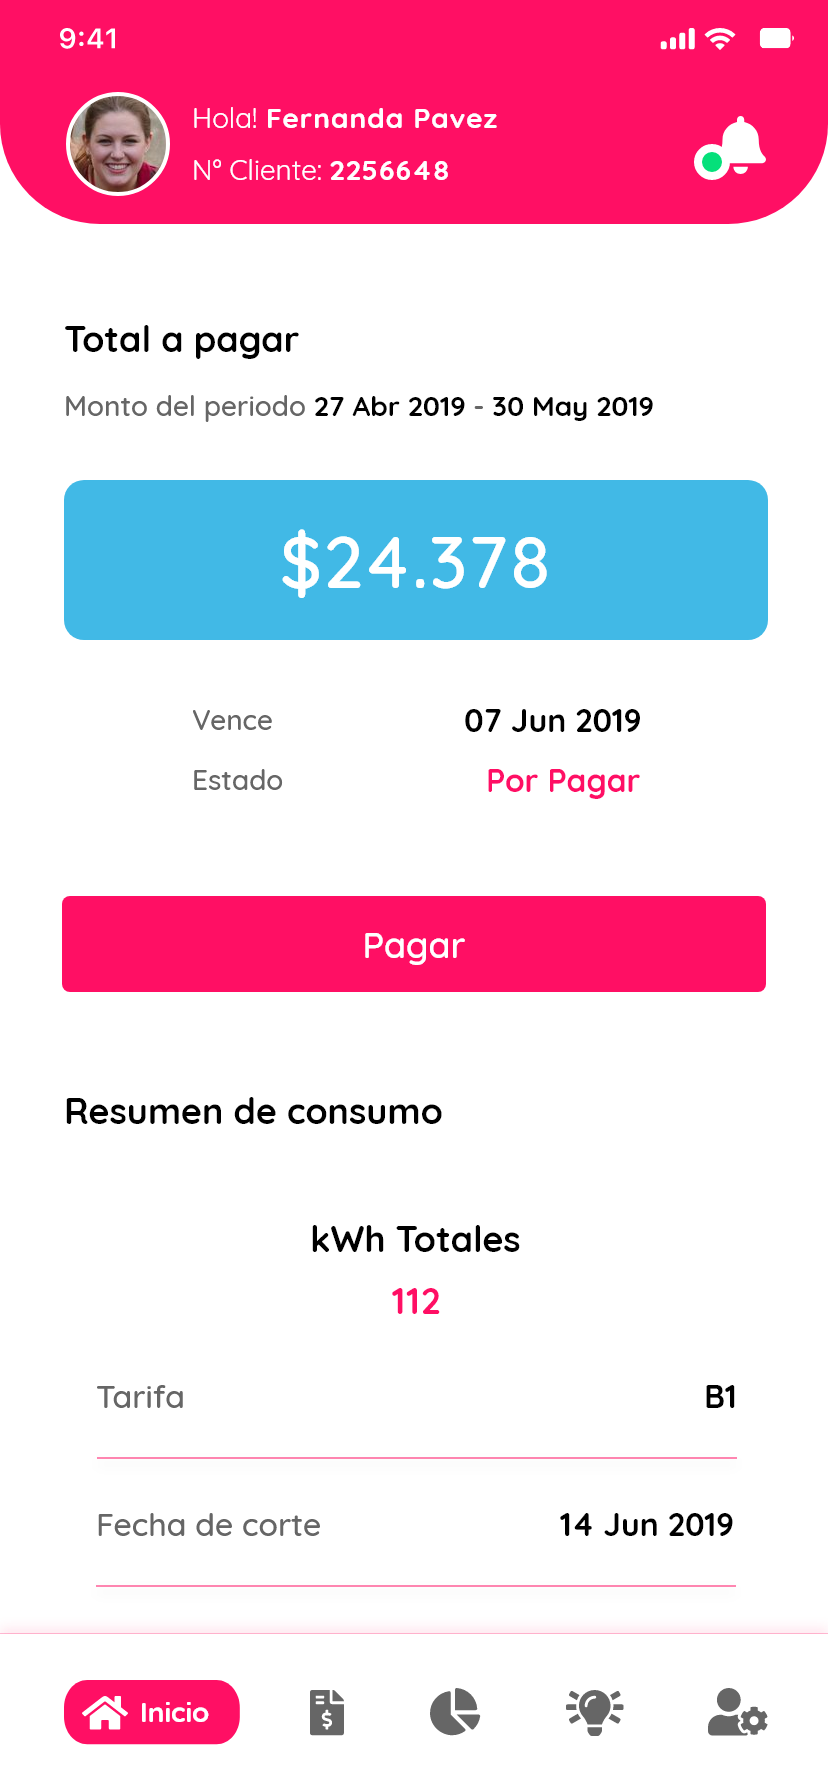 9:41
Hola! Fernanda Pavez
N° Cliente: 2256648
Total a pagar
Monto del periodo 27 Abr 2019 - 30 May 2019
$24.378
Vence 07 Jun 2019
Estado Por Pagar
Pagar
Resumen de consumo
kWh Totales
112
Tarifa B1
Fecha de corte 14 Jun 2019
Inicio